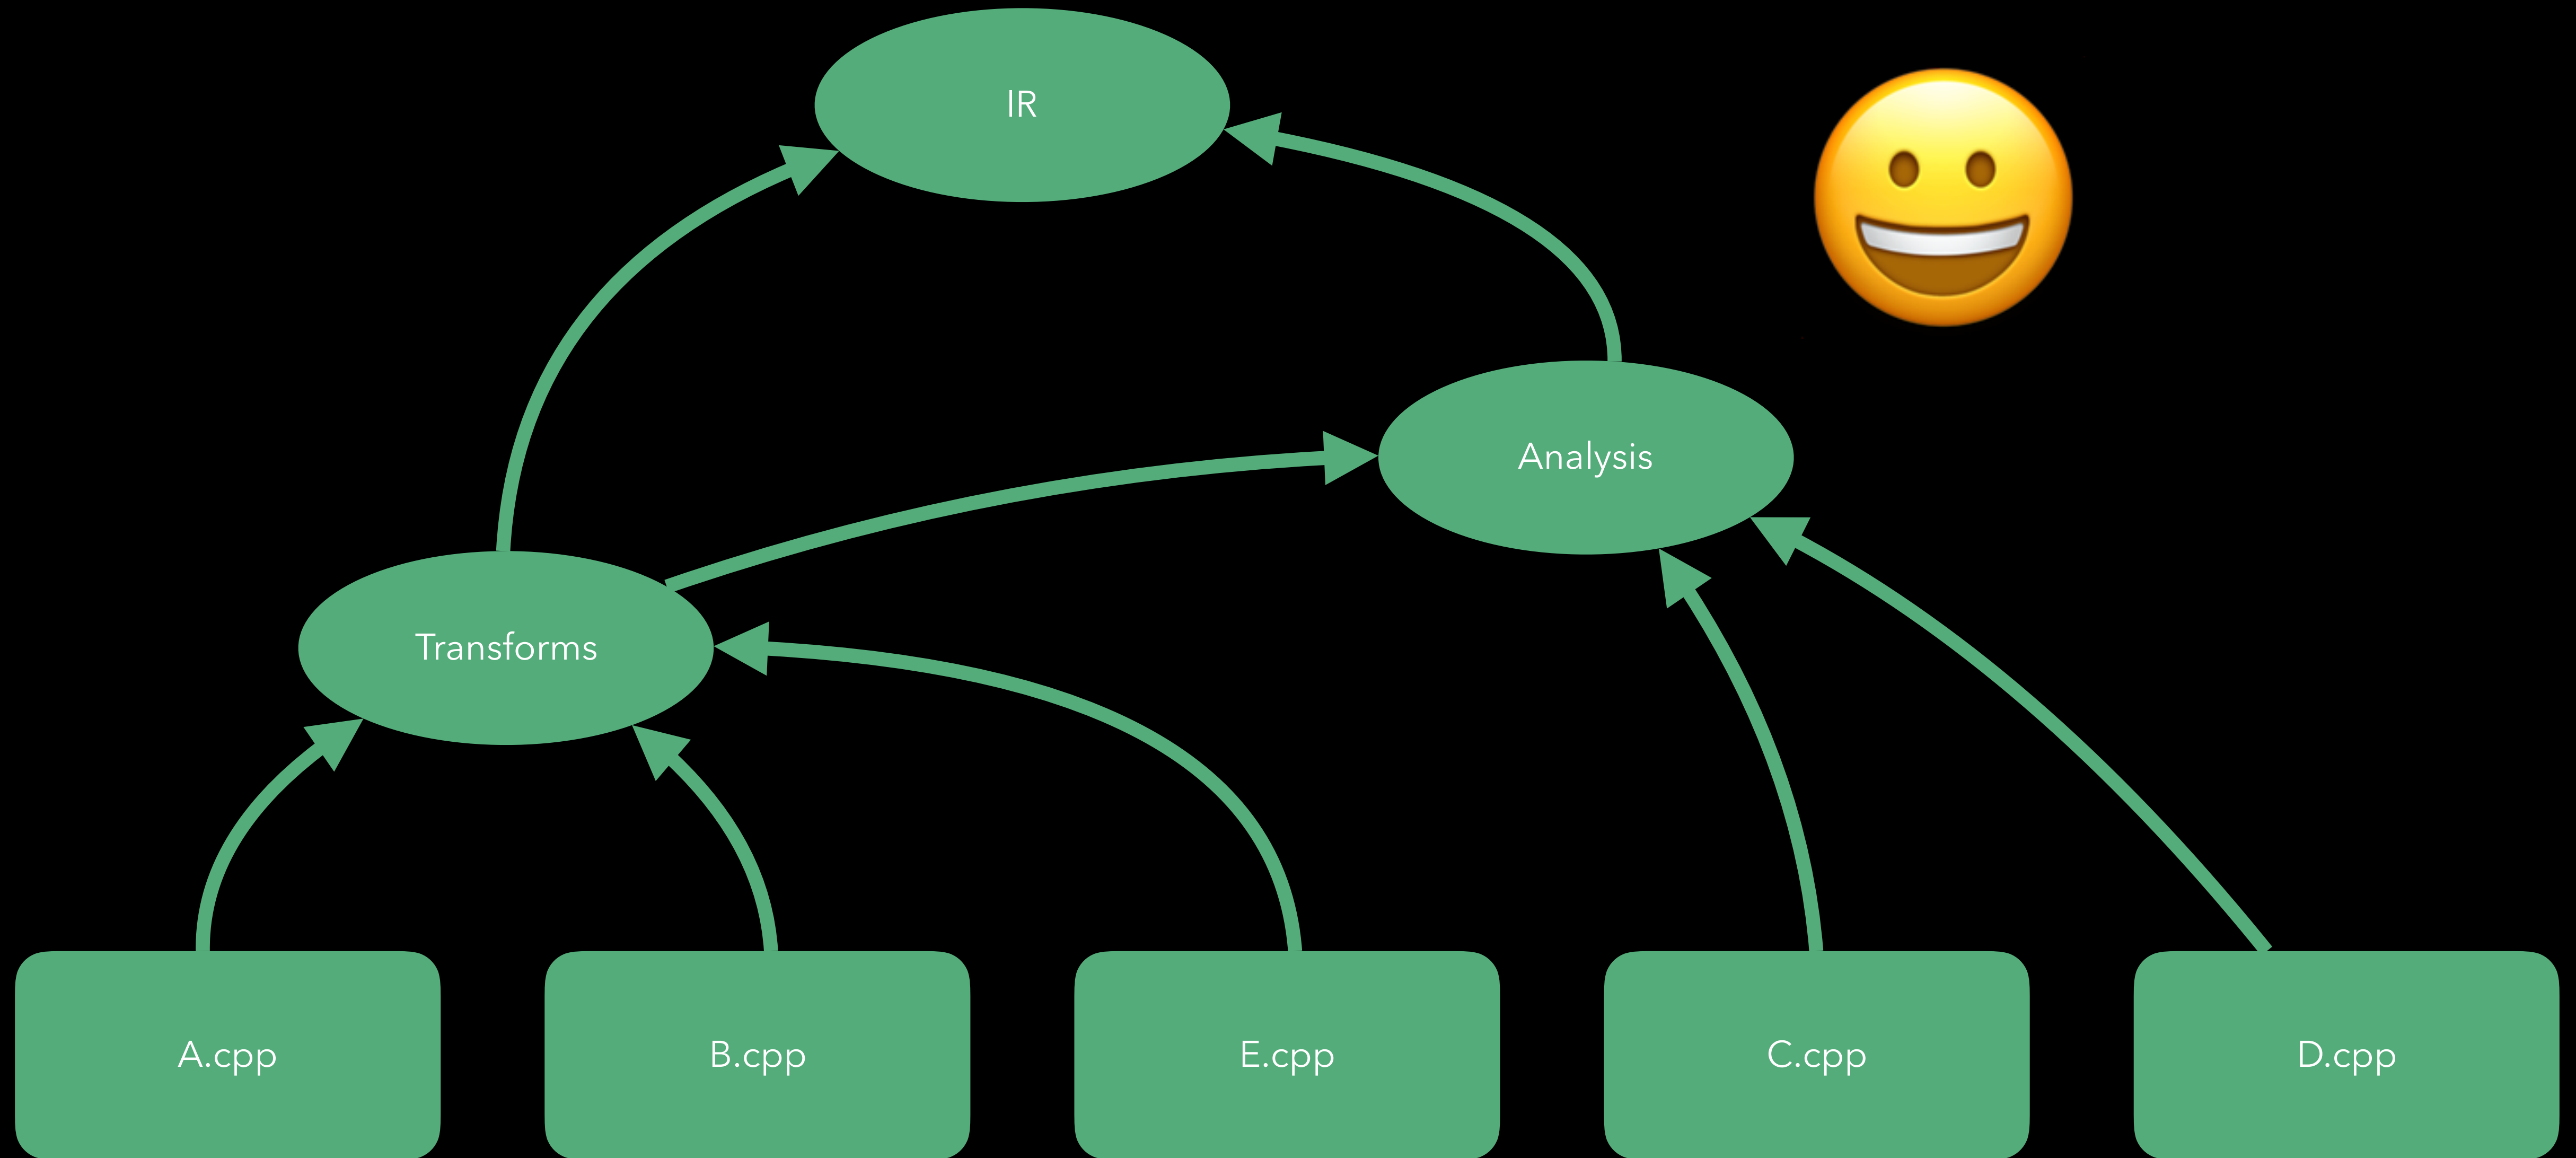 IR
Analysis
Transforms
A.cpp
B.cpp
E.cpp
C.cpp
D.cpp